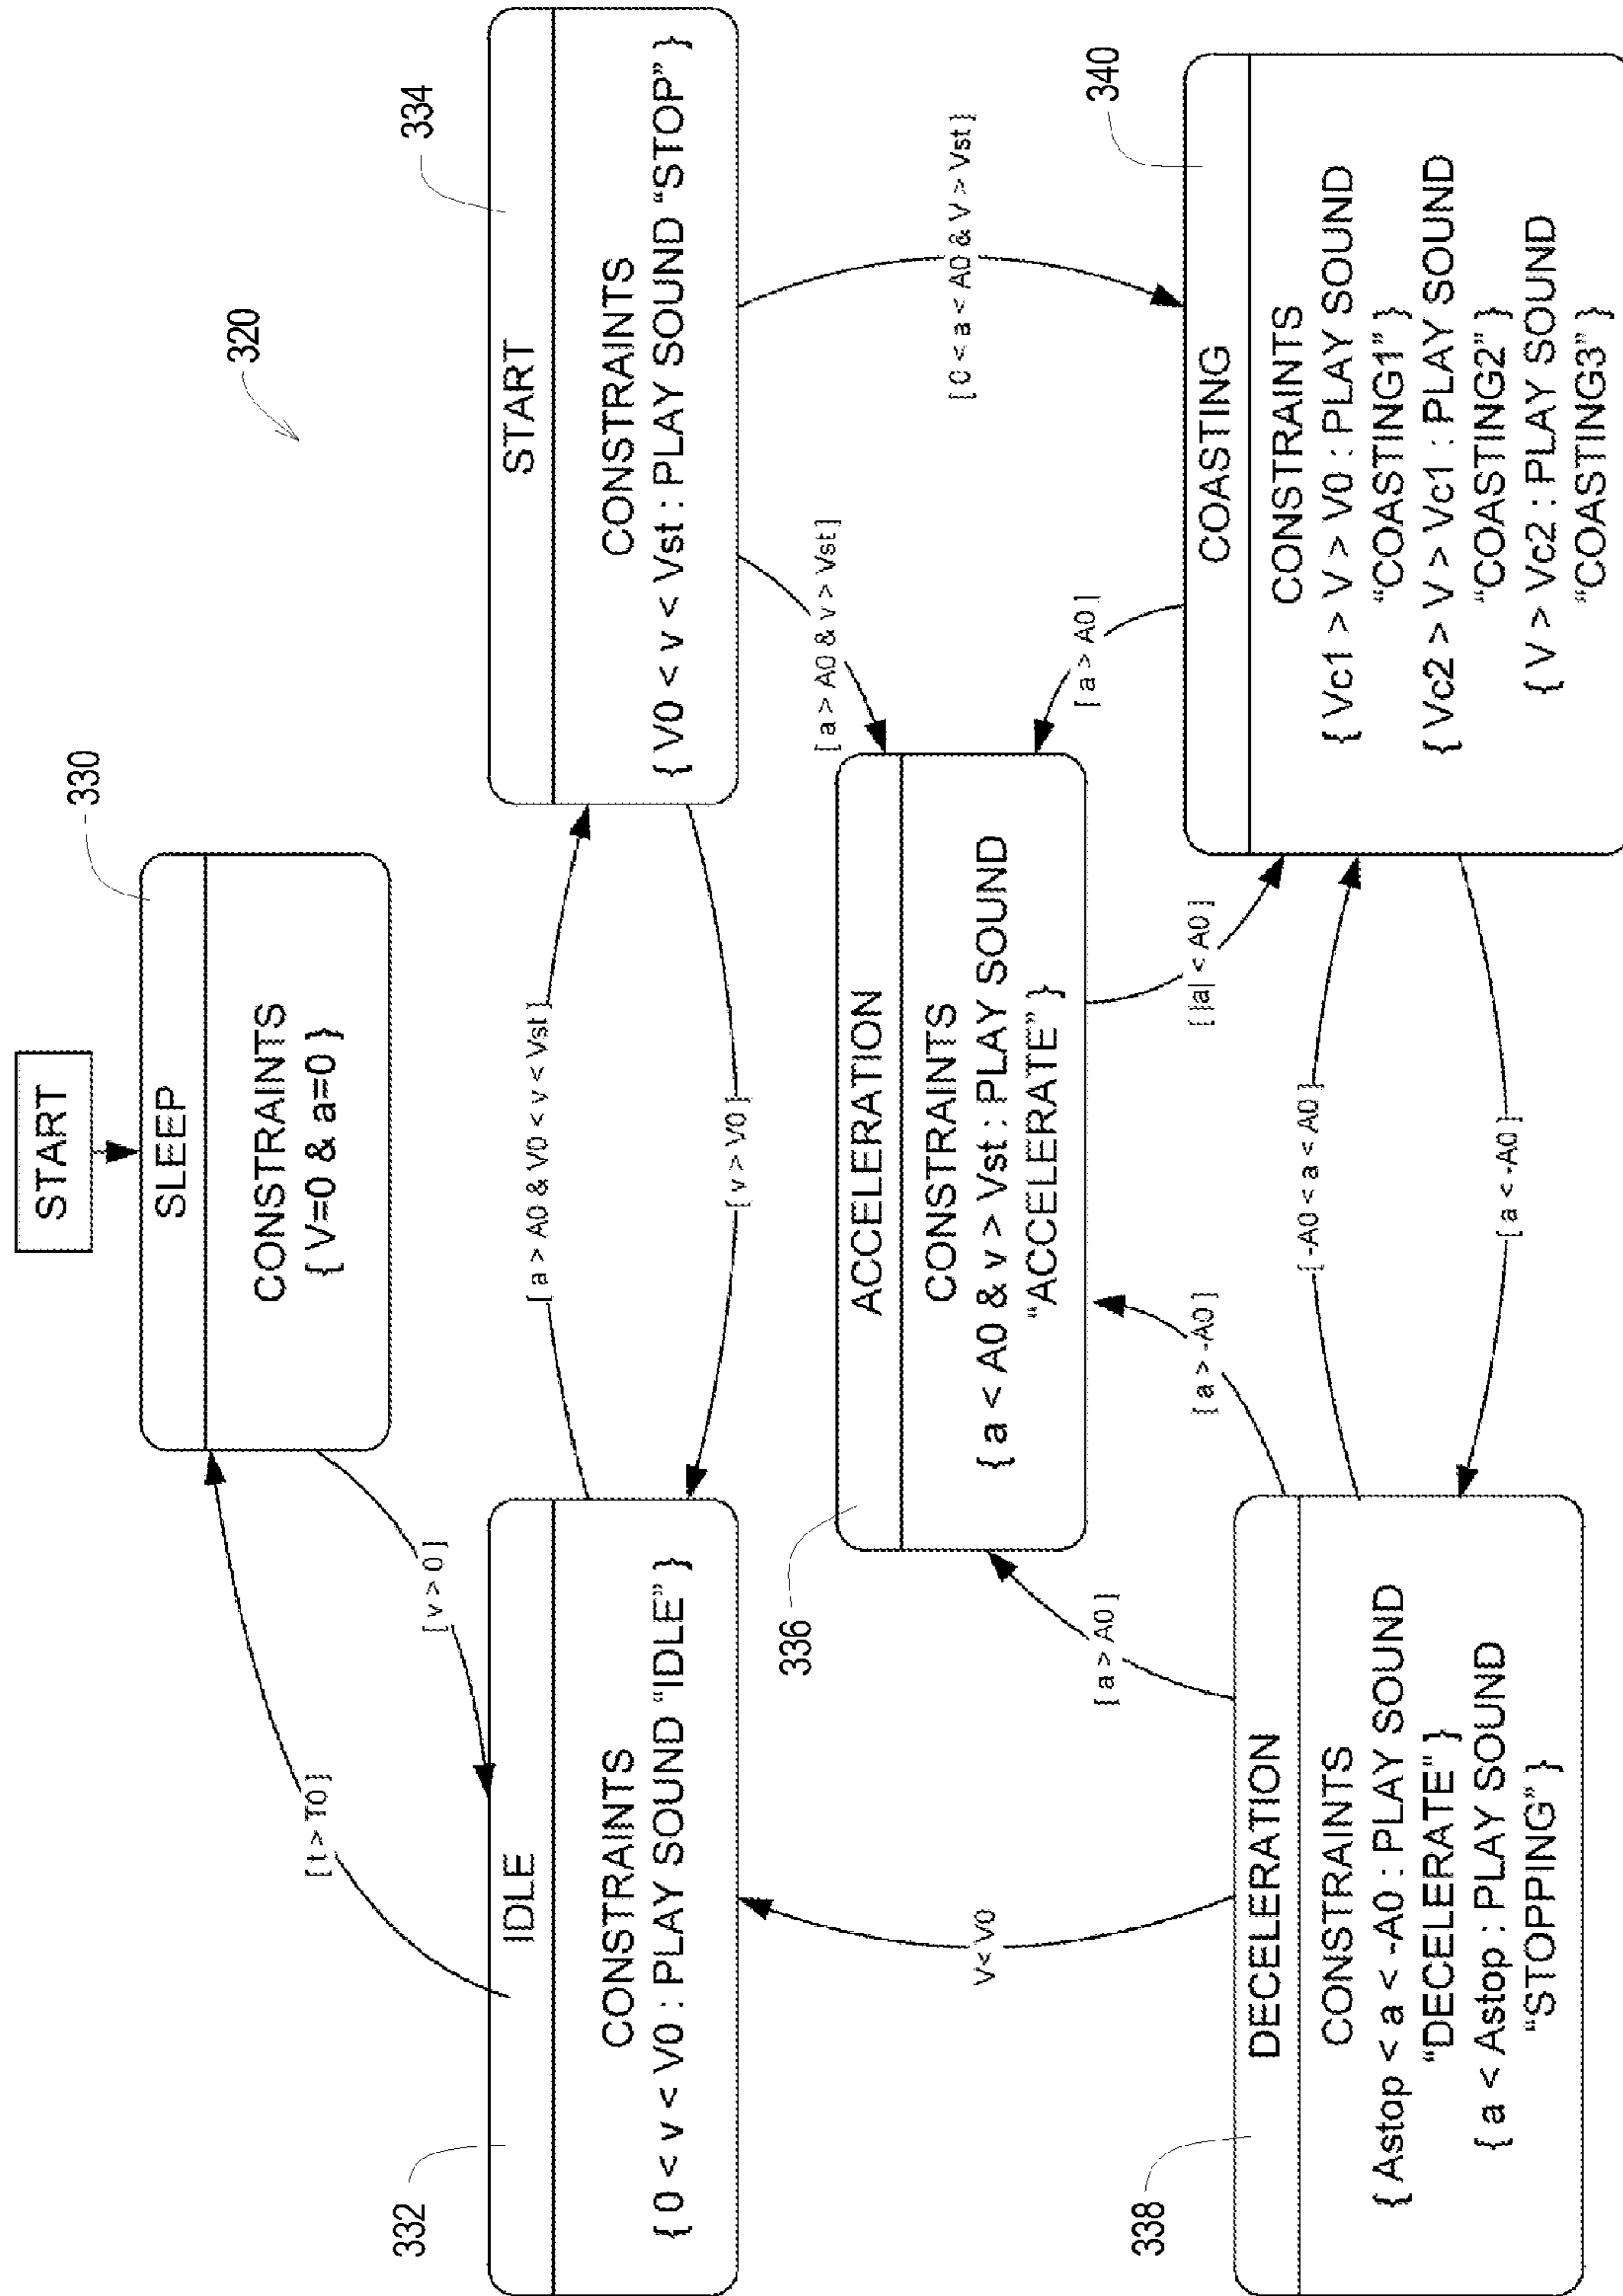 320
START
330
SLEEP
CONSTRAINTS
{ V=0 & a=0 }
[ t > T0 ]
[ v > 0 ]
332
IDLE
CONSTRAINTS
{ 0 < v < V0 : PLAY SOUND "IDLE" }
[ a > A0 & V0 < v < Vst ]
[ v > V0 ]
334
START
CONSTRAINTS
{ V0 < v < Vst : PLAY SOUND "STOP" }
[ a > A0 & v > Vst ]
[ 0 < a < A0 & V > Vst ]
336
ACCELERATION
CONSTRAINTS
{ a < A0 & v > Vst : PLAY SOUND
"ACCELERATE" }
V < V0
[ a > A0 ]
[ a > -A0 ]
[ |a| < A0 ]
[ a > A0 ]
338
DECELERATION
CONSTRAINTS
{ Astop < a < -A0 : PLAY SOUND
"DECELERATE" }
{ a < Astop : PLAY SOUND
"STOPPING" }
[ -A0 < a < A0 ]
[ a < -A0 ]
340
COASTING
CONSTRAINTS
{ Vc1 > V > V0 : PLAY SOUND
"COASTING1" }
{ Vc2 > V > Vc1 : PLAY SOUND
"COASTING2" }
{ V > Vc2 : PLAY SOUND
"COASTING3" }